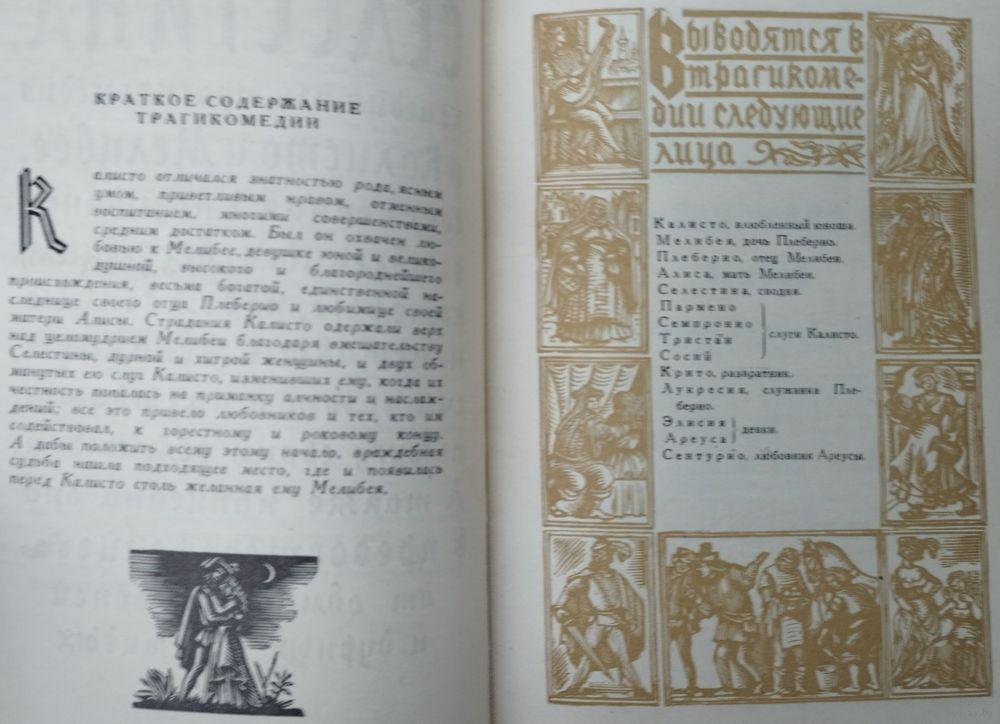 КРАТКОЕ СОДЕРЖАНИЕ
ТРАГИКОМЕДИИ
Калисто отличался знатностью рода, ясным
умом, приветливым нравом, отменным
воспитанием, многими совершенствами,
средним достатком. Был он охвачен лю-
бовью к Мелибее, девушке юной и велико-
душной, высокого и благороднейшего
происхождения, весьма богатой, единственной на-
следнице своего отца Плеберио и любимице своей
матери Алисы. Страдания Калисто одержали верх
над целомудрием Мелибеи благодаря вмешательству
Селестины, дурной и хитрой женщины, и двух об-
манутых ею слуг Калисто, изменивших ему, когда их
честность попалась на приманку алчности и наслаж-
дений; все это привело любовников и тех, кто им
содействовал, к горестному и роковому концу.
А дабы положить всему этому начало, враждебная
судьба нашла подходящее место, где и появилась
перед Калисто столь желанная ему Мелибея.
Выводятся в
трагикоме-
дии следующие
лица
Калисто, влюбленный юноша.
Мелибея, дочь Плеберио.
Плеберио, отец Мелибеи.
Алиса, мать Мелибеи.
Селестина, сводня.
Пармено
Семпронио
Тристан
Сосий
слуги Калисто.
Крито, развратник.
Лукресия, служанка Пле-
берио.
Элисия
Ареуса
девки.
Сентурио, любовник Ареусы.